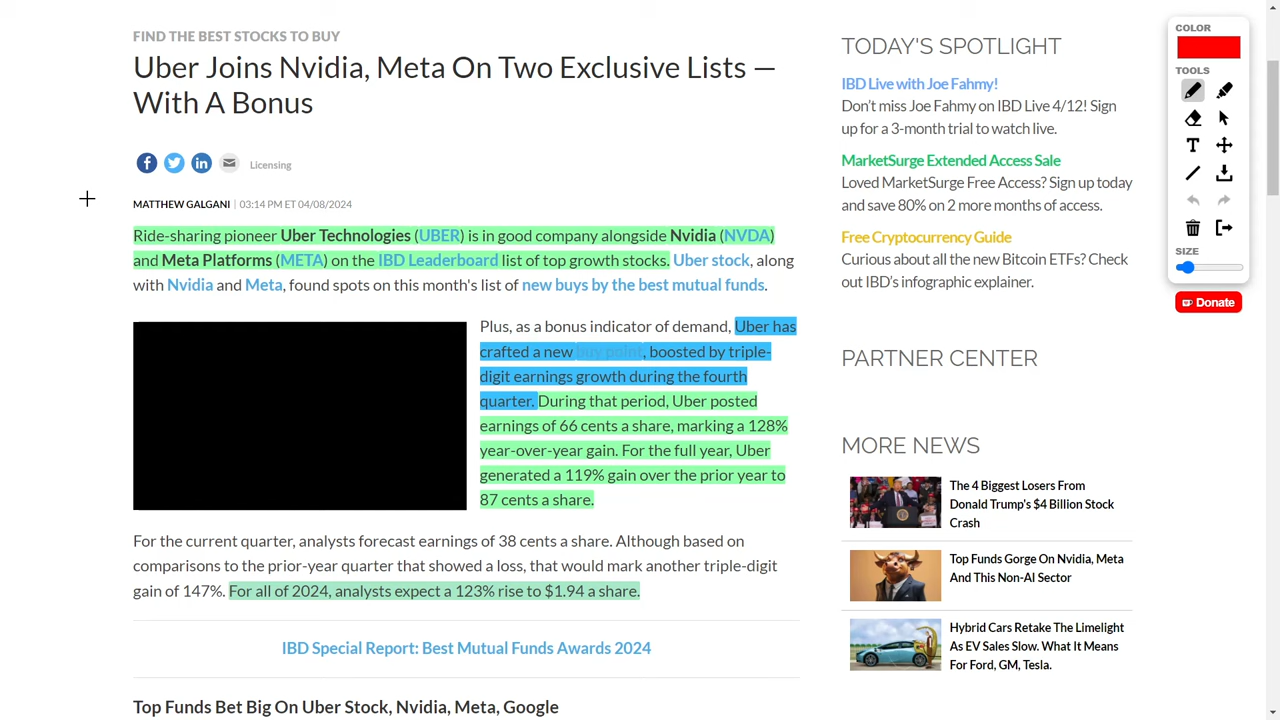 FIND THE BEST STOCKS TO BUY
Uber Joins Nvidia, Meta On Two Exclusive Lists —
With A Bonus
Licensing
MATTHEW GALGANI | 03:14 PM ET 04/08/2024
Ride-sharing pioneer Uber Technologies (UBER) is in good company alongside Nvidia (NVDA)
and Meta Platforms (META) on the IBD Leaderboard list of top growth stocks. Uber stock, along
with Nvidia and Meta, found spots on this month's list of new buys by the best mutual funds.
Plus, as a bonus indicator of demand, Uber has
crafted a new buy point, boosted by triple-
digit earnings growth during the fourth
quarter. During that period, Uber posted
earnings of 66 cents a share, marking a 128%
year-over-year gain. For the full year, Uber
generated a 119% gain over the prior year to
87 cents a share.
For the current quarter, analysts forecast earnings of 38 cents a share. Although based on
comparisons to the prior-year quarter that showed a loss, that would mark another triple-digit
gain of 147%. For all of 2024, analysts expect a 123% rise to $1.94 a share.
IBD Special Report: Best Mutual Funds Awards 2024
Top Funds Bet Big On Uber Stock, Nvidia, Meta, Google
TODAY'S SPOTLIGHT
IBD Live with Joe Fahmy!
Don't miss Joe Fahmy on IBD Live 4/12! Sign
up for a 3-month trial to watch live.
MarketSurge Extended Access Sale
Loved MarketSurge Free Access? Sign up today
and save 80% on 2 more months of access.
Free Cryptocurrency Guide
Curious about all the new Bitcoin ETFs? Check
out IBD's infographic explainer.
PARTNER CENTER
MORE NEWS
The 4 Biggest Losers From
Donald Trump's $4 Billion Stock
Crash
Top Funds Gorge On Nvidia, Meta
And This Non-AI Sector
Hybrid Cars Retake The Limelight
As EV Sales Slow. What It Means
For Ford, GM, Tesla.
COLOR
TOOLS
T
SIZE
Donate